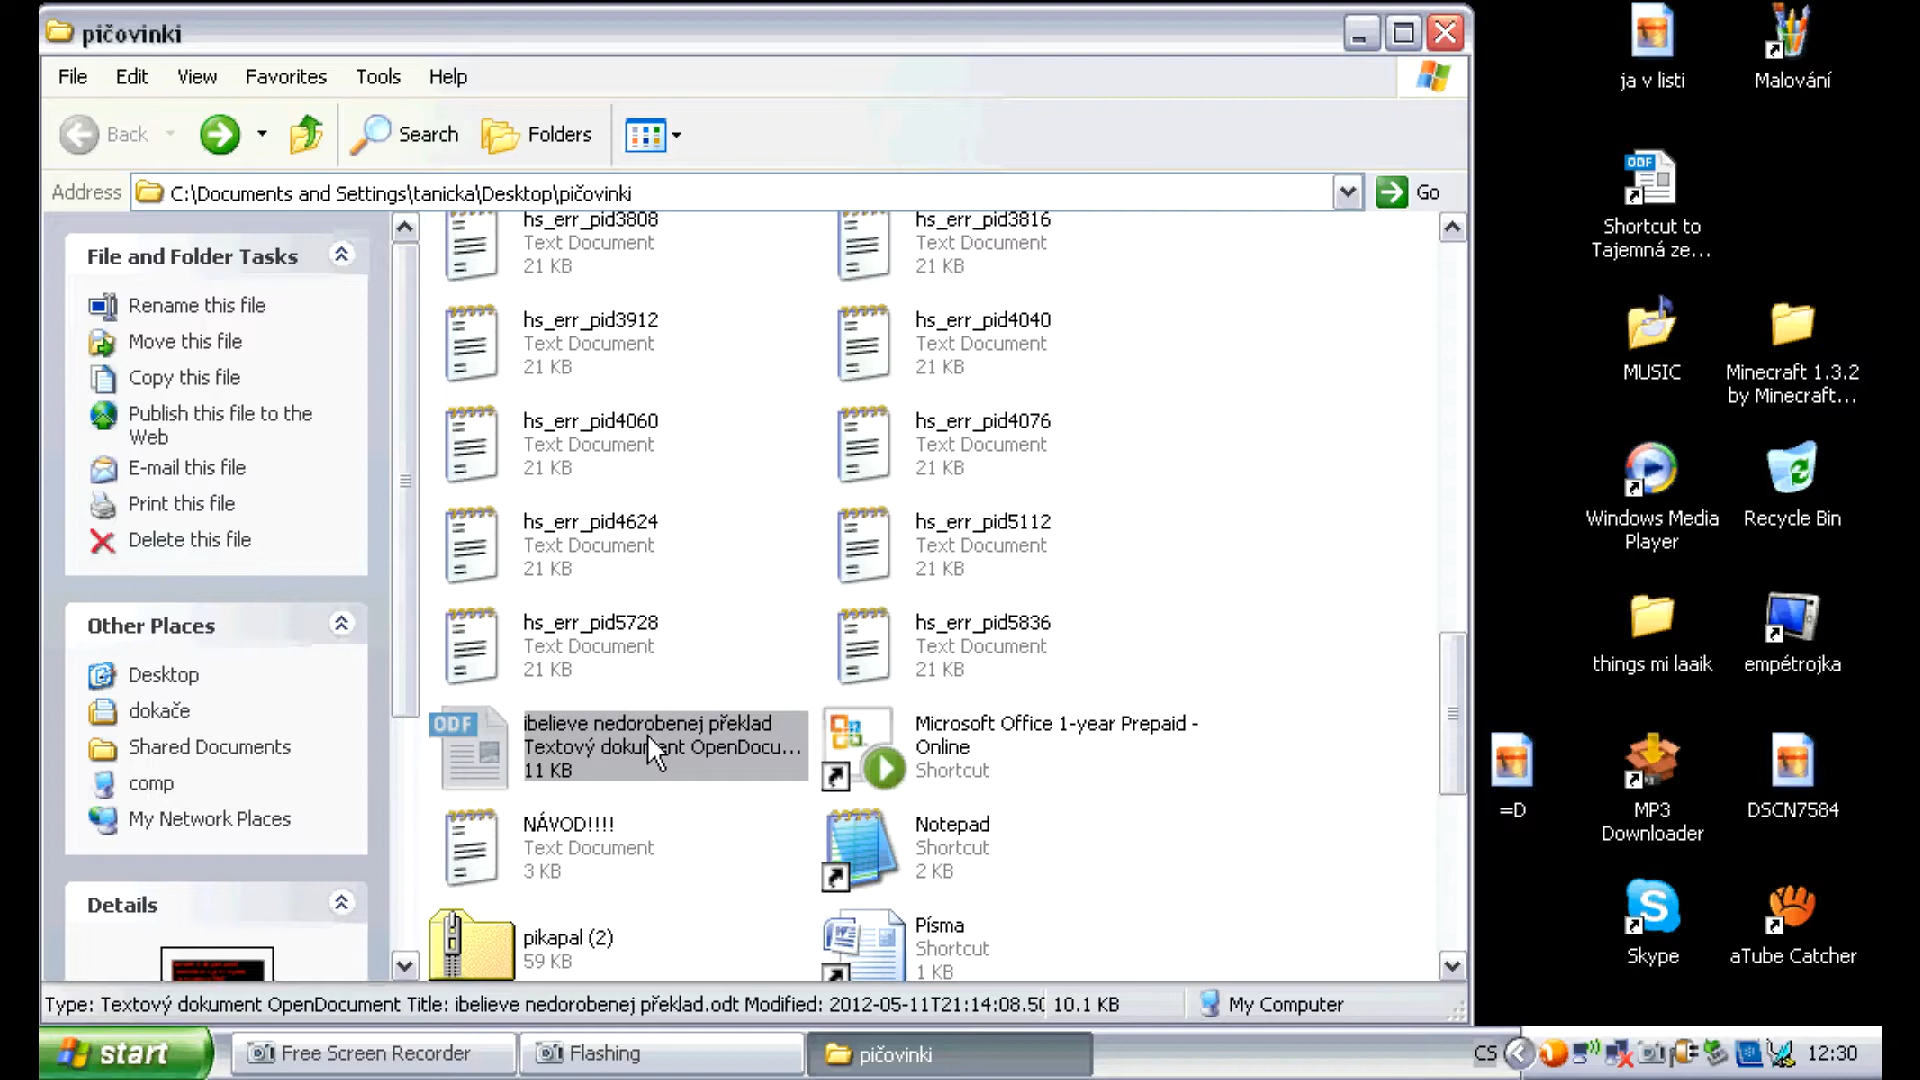 pičovinki
File Edit View Favorites Tools Help
Back Search Folders
Address C:\Documents and Settings\tanicka\Desktop\pičovinki Go
File and Folder Tasks
Rename this file
Move this file
Copy this file
Publish this file to the
Web
E-mail this file
Print this file
Delete this file
Other Places
Desktop
dokače
Shared Documents
comp
My Network Places
Details
hs_err_pid3808
Text Document
21 KB
hs_err_pid3816
Text Document
21 KB
hs_err_pid3912
Text Document
21 KB
hs_err_pid4040
Text Document
21 KB
hs_err_pid4060
Text Document
21 KB
hs_err_pid4076
Text Document
21 KB
hs_err_pid4624
Text Document
21 KB
hs_err_pid5112
Text Document
21 KB
hs_err_pid5728
Text Document
21 KB
hs_err_pid5836
Text Document
21 KB
ODF
ibelieve nedorobenej překlad
Textový dokument OpenDocu...
11 KB
Microsoft Office 1-year Prepaid -
Online
Shortcut
NÁVOD!!!!
Text Document
3 KB
Notepad
Shortcut
2 KB
pikapal (2)
59 KB
Písma
Shortcut
1 KB
Type: Textový dokument OpenDocument Title: ibelieve nedorobenej překlad.odt Modified: 2012-05-11T21:14:08.50 10.1 KB My Computer
ja v listi
Malování
ODF
Shortcut to
Tajemná ze...
MUSIC
Minecraft 1.3.2
by Minecraft...
Windows Media
Player
Recycle Bin
things mi laaik
empétrojka
=D
MP3
Downloader
DSCN7584
Skype
aTube Catcher
start Free Screen Recorder Flashing pičovinki CS 12:30